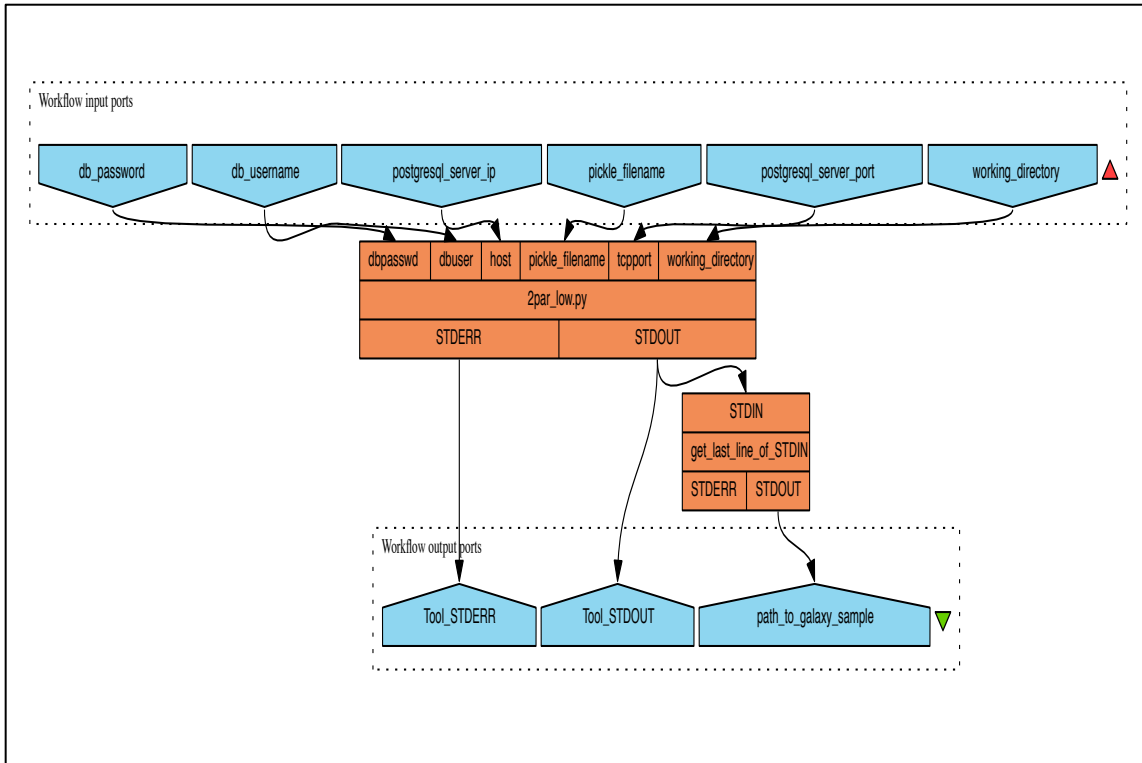 Workflow input ports
db_password db_username postgresql_server_ip pickle_filename postgresql_server_port working_directory
dbpasswd dbuser host pickle_filename tcpport working_directory
2par_low.py
STDERR STDOUT
STDIN
get_last_line_of_STDIN
STDERR STDOUT
Workflow output ports
Tool_STDERR Tool_STDOUT path_to_galaxy_sample